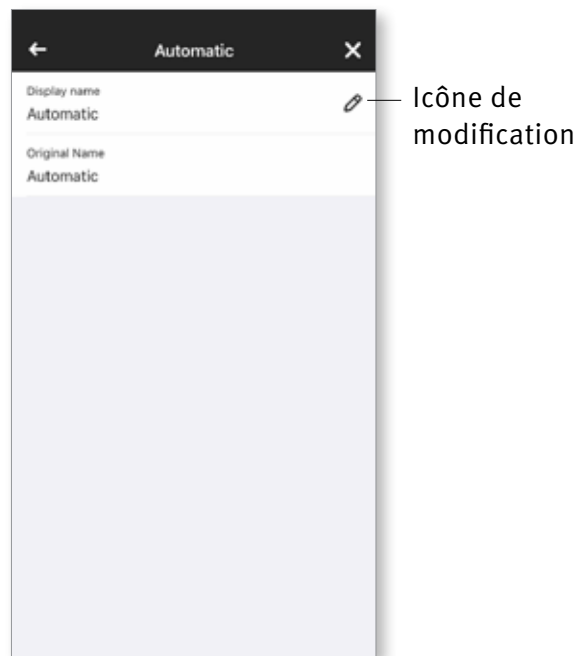 Automatic
Display name
Automatic
Icône de
modification
Original Name
Automatic